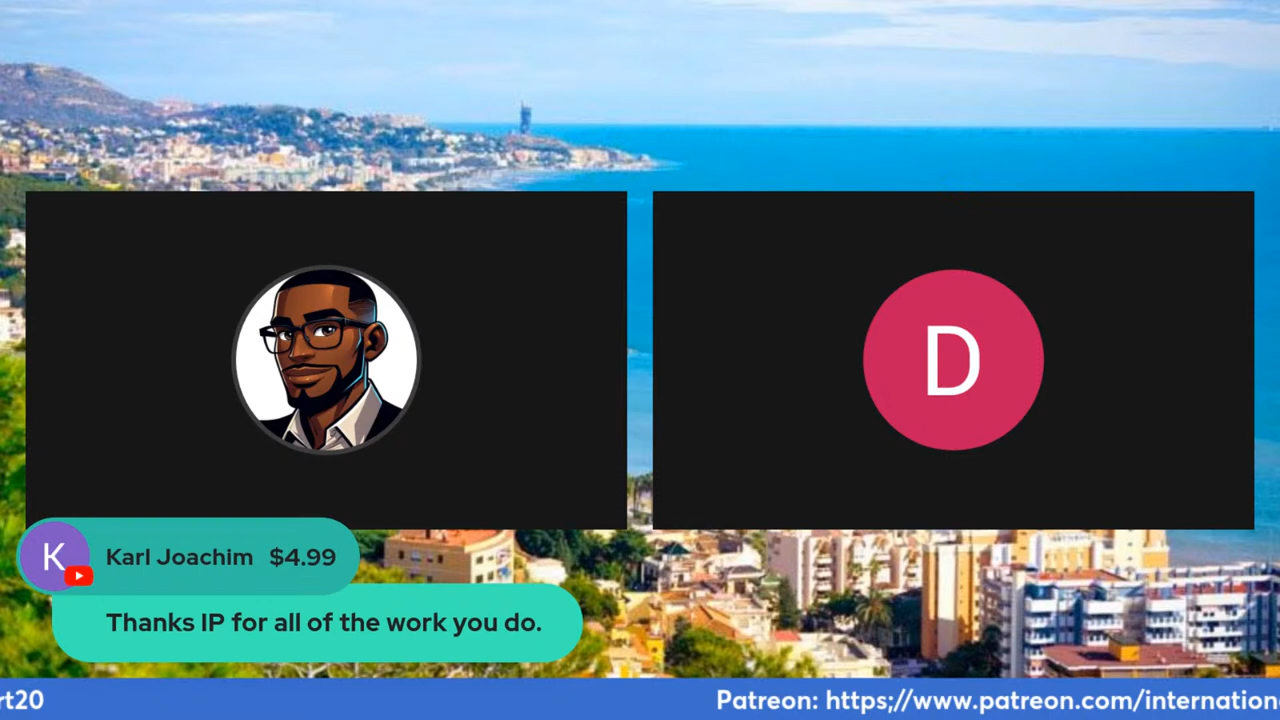 D
K
Karl Joachim $4.99
Thanks IP for all of the work you do.
rt20
Patreon: https;//www.patreon.com/internation